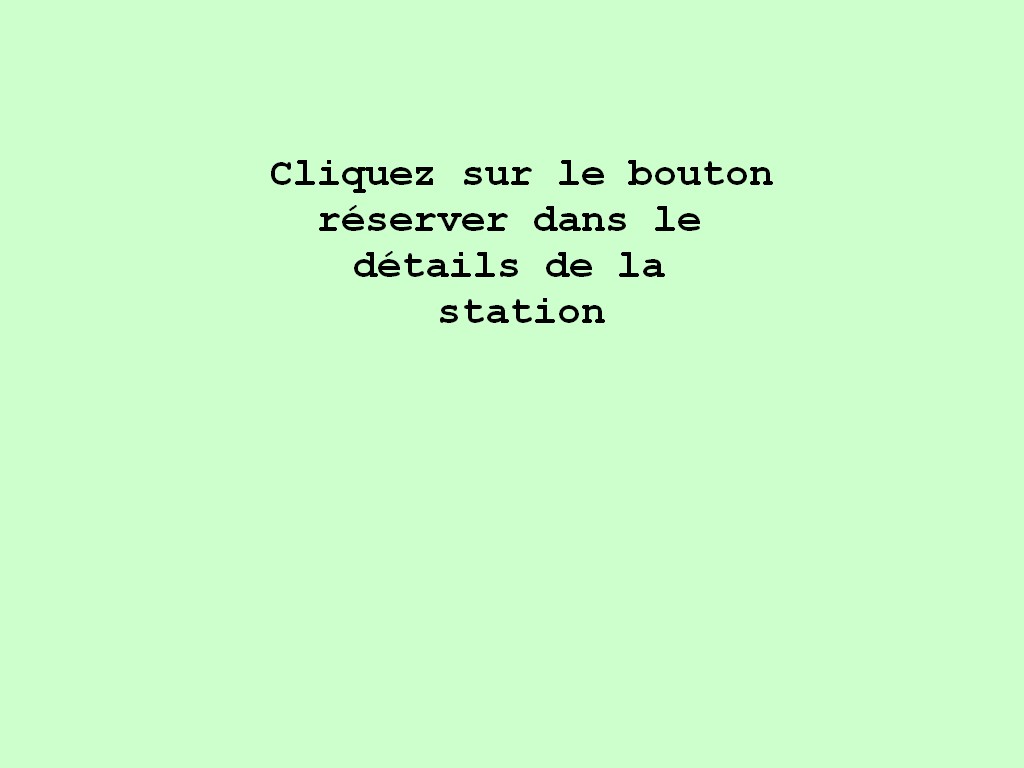 Cliquez sur le bouton
réserver dans le
détails de la
station